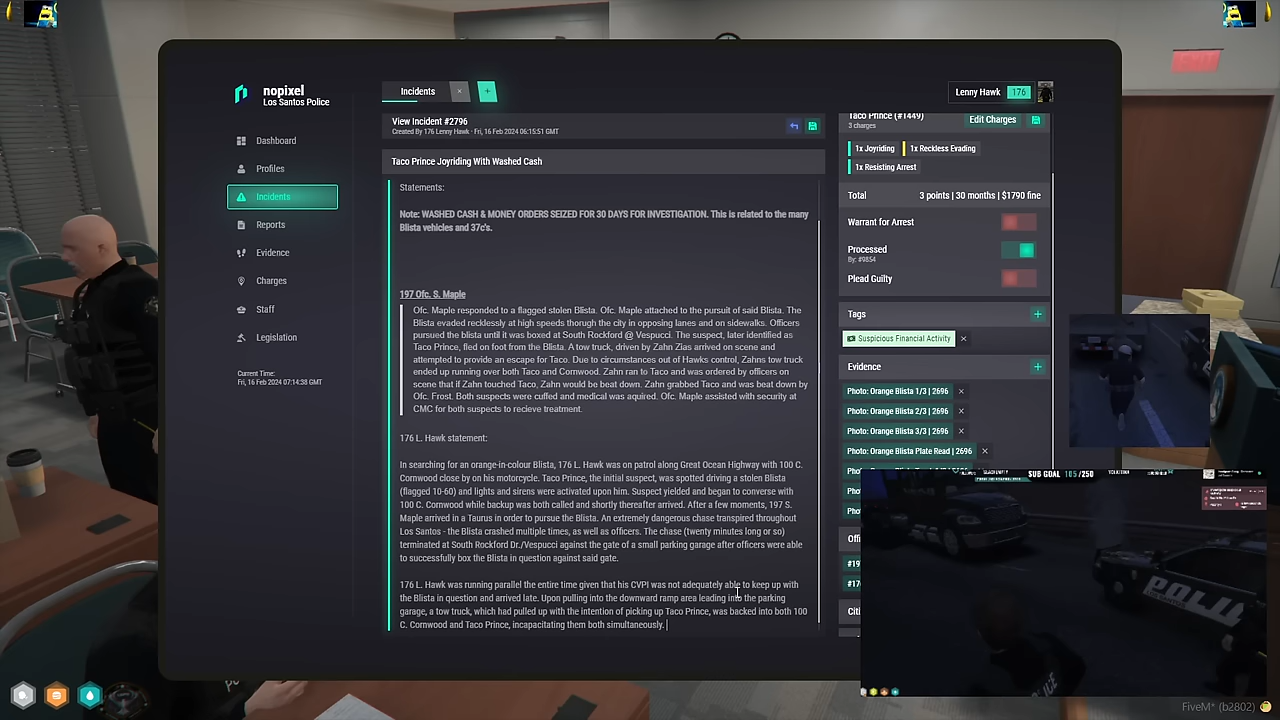 nopixel
Los Santos Police
Dashboard
Profiles
Incidents
Reports
Evidence
Charges
Staff
Legislation
Current Time:
Fri, 16 Feb 2024 07:14:38 GMT
Incidents
Lenny Hawk 176
View Incident #2796
Created By 176 Lenny Hawk · Fri, 16 Feb 2024 06:15:51 GMT
Taco Prince Joyriding With Washed Cash
Statements:
Note: WASHED CASH & MONEY ORDERS SEIZED FOR 30 DAYS FOR INVESTIGATION. This is related to the many
Blista vehicles and 37c's.
197 Ofc. S. Maple
Ofc. Maple responded to a flagged stolen Blista. Ofc. Maple attached to the pursuit of said Blista. The
Blista evaded recklessly at high speeds thorugh the city in opposing lanes and on sidewalks. Officers
pursued the blista until it was boxed at South Rockford @ Vespucci. The suspect, later identified as
Taco Prince, fled on foot from the Blista. A tow truck, driven by Zahn Zias arrived on scene and
attempted to provide an escape for Taco. Due to circumstances out of Hawks control, Zahns tow truck
ended up running over both Taco and Cornwood. Zahn ran to Taco and was ordered by officers on
scene that if Zahn touched Taco, Zahn would be beat down. Zahn grabbed Taco and was beat down by
Ofc. Frost. Both suspects were cuffed and medical was aquired. Ofc. Maple assisted with security at
CMC for both suspects to recieve treatment.
176 L. Hawk statement:
In searching for an orange-in-colour Blista, 176 L. Hawk was on patrol along Great Ocean Highway with 100 C.
Cornwood close by on his motorcycle. Taco Prince, the initial suspect, was spotted driving a stolen Blista
(flagged 10-60) and lights and sirens were activated upon him. Suspect yielded and began to converse with
100 C. Cornwood while backup was both called and shortly thereafter arrived. After a few moments, 197 S.
Maple arrived in a Taurus in order to pursue the Blista. An extremely dangerous chase transpired throughout
Los Santos - the Blista crashed multiple times, as well as officers. The chase (twenty minutes long or so)
terminated at South Rockford Dr./Vespucci against the gate of a small parking garage after officers were able
to successfully box the Blista in question against said gate.
176 L. Hawk was running parallel the entire time given that his CVPI was not adequately able to keep up with
the Blista in question and arrived late. Upon pulling into the downward ramp area leading into the parking
garage, a tow truck, which had pulled up with the intention of picking up Taco Prince, was backed into both 100
C. Cornwood and Taco Prince, incapacitating them both simultaneously.
Taco Prince (#1449)
3 charges
Edit Charges
1x Joyriding
1x Reckless Evading
1x Resisting Arrest
Total
3 points | 30 months | $1790 fine
Warrant for Arrest
Processed
By: #9854
Plead Guilty
Tags
Suspicious Financial Activity
Evidence
Photo: Orange Blista 1/3 | 2696
Photo: Orange Blista 2/3 | 2696
Photo: Orange Blista 3/3 | 2696
Photo: Orange Blista Plate Read | 2696
SUB GOAL 165/250
POLICE
FiveM* (b2802)